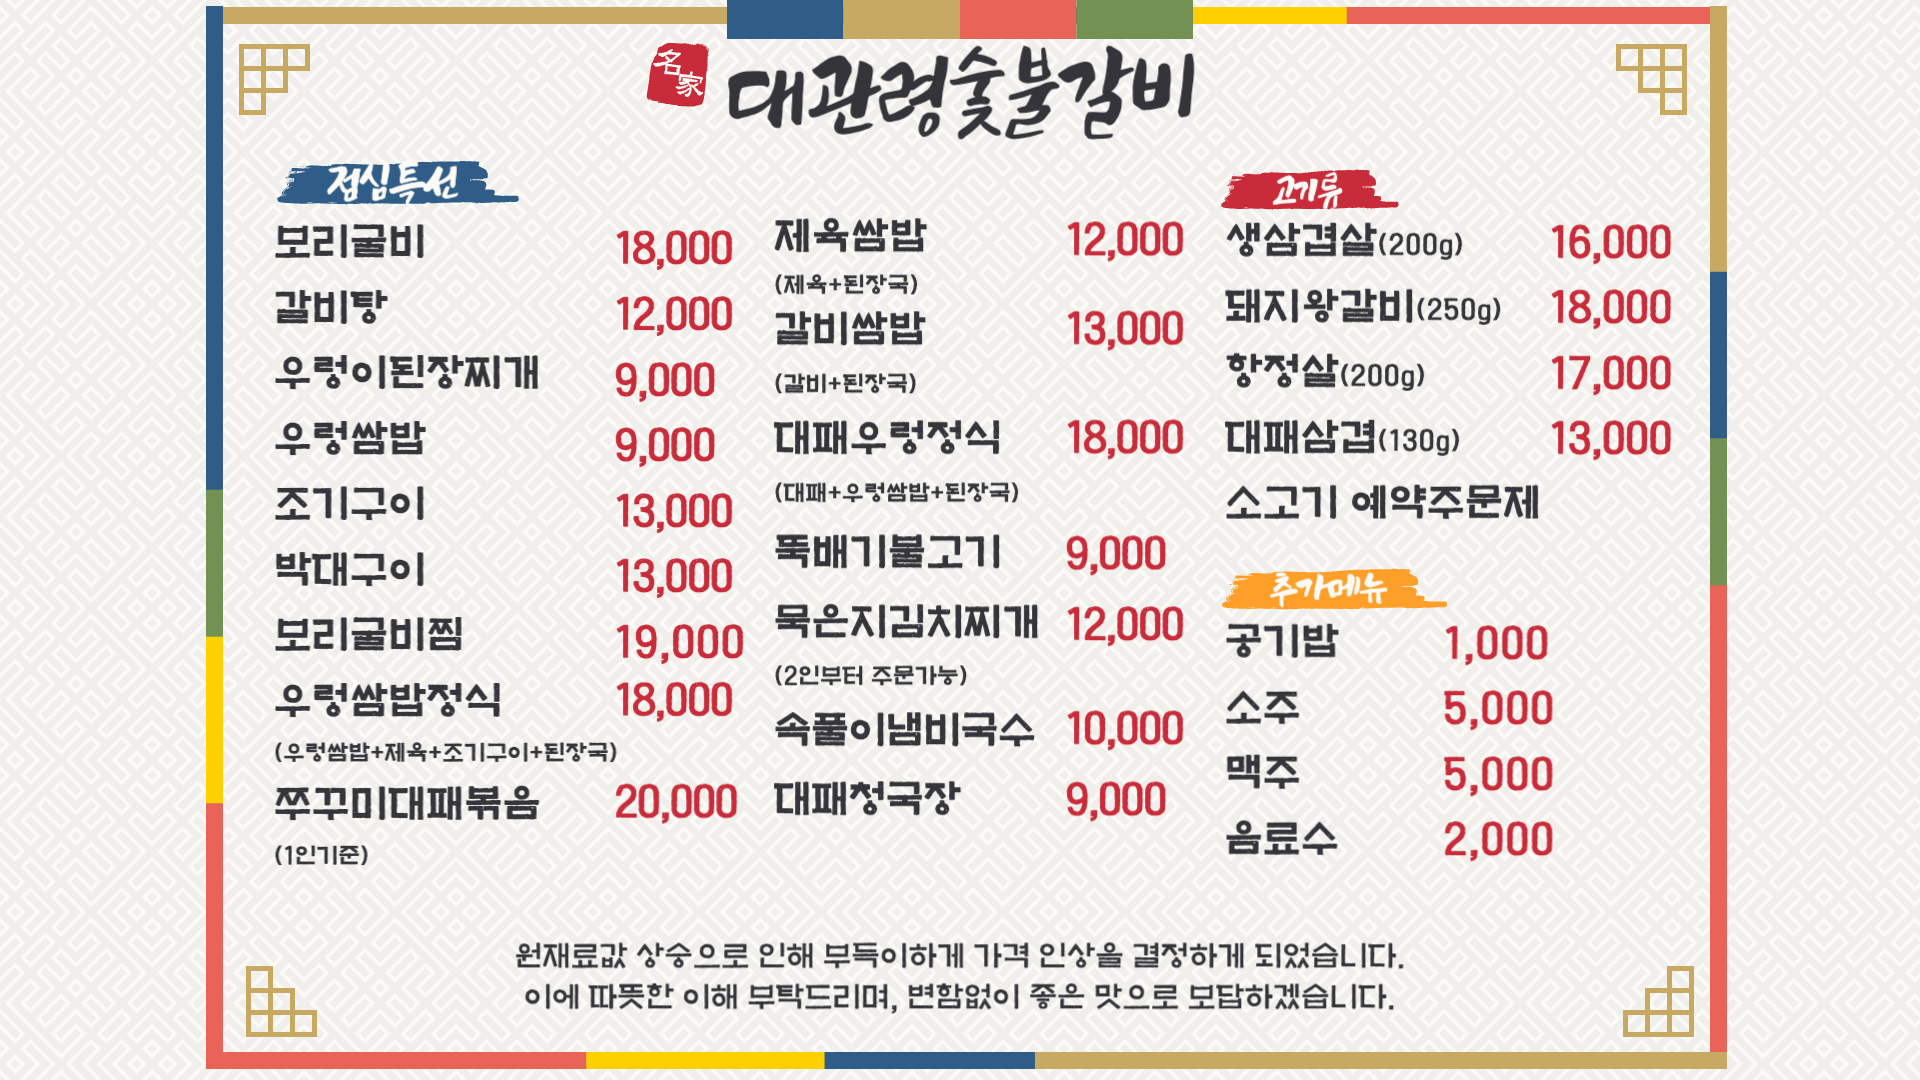 名家
대관령숯불갈비
점심특선
보리굴비 18,000
갈비탕 12,000
우렁이된장찌개 9,000
우렁쌈밥 9,000
조기구이 13,000
박대구이 13,000
보리굴비찜 19,000
우렁쌈밥정식 18,000
(우렁쌈밥+제육+조기구이+된장국)
쭈꾸미대패볶음 20,000
(1인기준)
제육쌈밥 12,000
(제육+된장국)
갈비쌈밥 13,000
(갈비+된장국)
대패우렁정식 18,000
(대패+우렁쌈밥+된장국)
뚝배기불고기 9,000
묵은지김치찌개 12,000
(2인부터 주문가능)
속풀이냄비국수 10,000
대패청국장 9,000
고기류
생삼겹살(200g) 16,000
돼지왕갈비(250g) 18,000
항정살(200g) 17,000
대패삼겹(130g) 13,000
소고기 예약주문제
추가메뉴
공기밥 1,000
소주 5,000
맥주 5,000
음료수 2,000
원재료값 상승으로 인해 부득이하게 가격 인상을 결정하게 되었습니다.
이에 따뜻한 이해 부탁드리며, 변함없이 좋은 맛으로 보답하겠습니다.